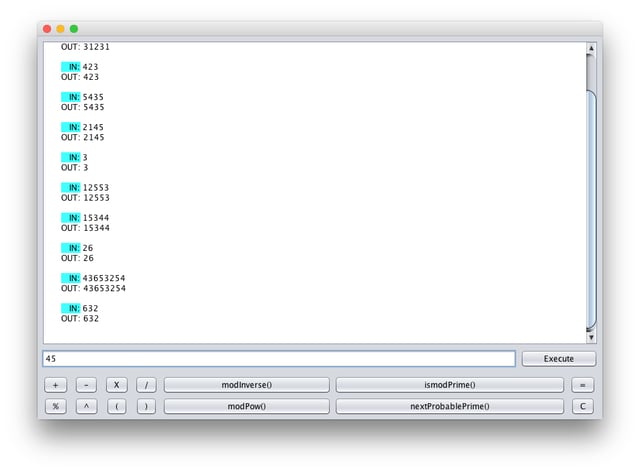 OUT: 31231
IN: 423
OUT: 423
IN: 5435
OUT: 5435
IN: 2145
OUT: 2145
IN: 3
OUT: 3
IN: 12553
OUT: 12553
IN: 15344
OUT: 15344
IN: 26
OUT: 26
IN: 43653254
OUT: 43653254
IN: 632
OUT: 632
45 Execute
+ - X / modInverse() ismodPrime() =
% ^ ( ) modPow() nextProbablePrime() C